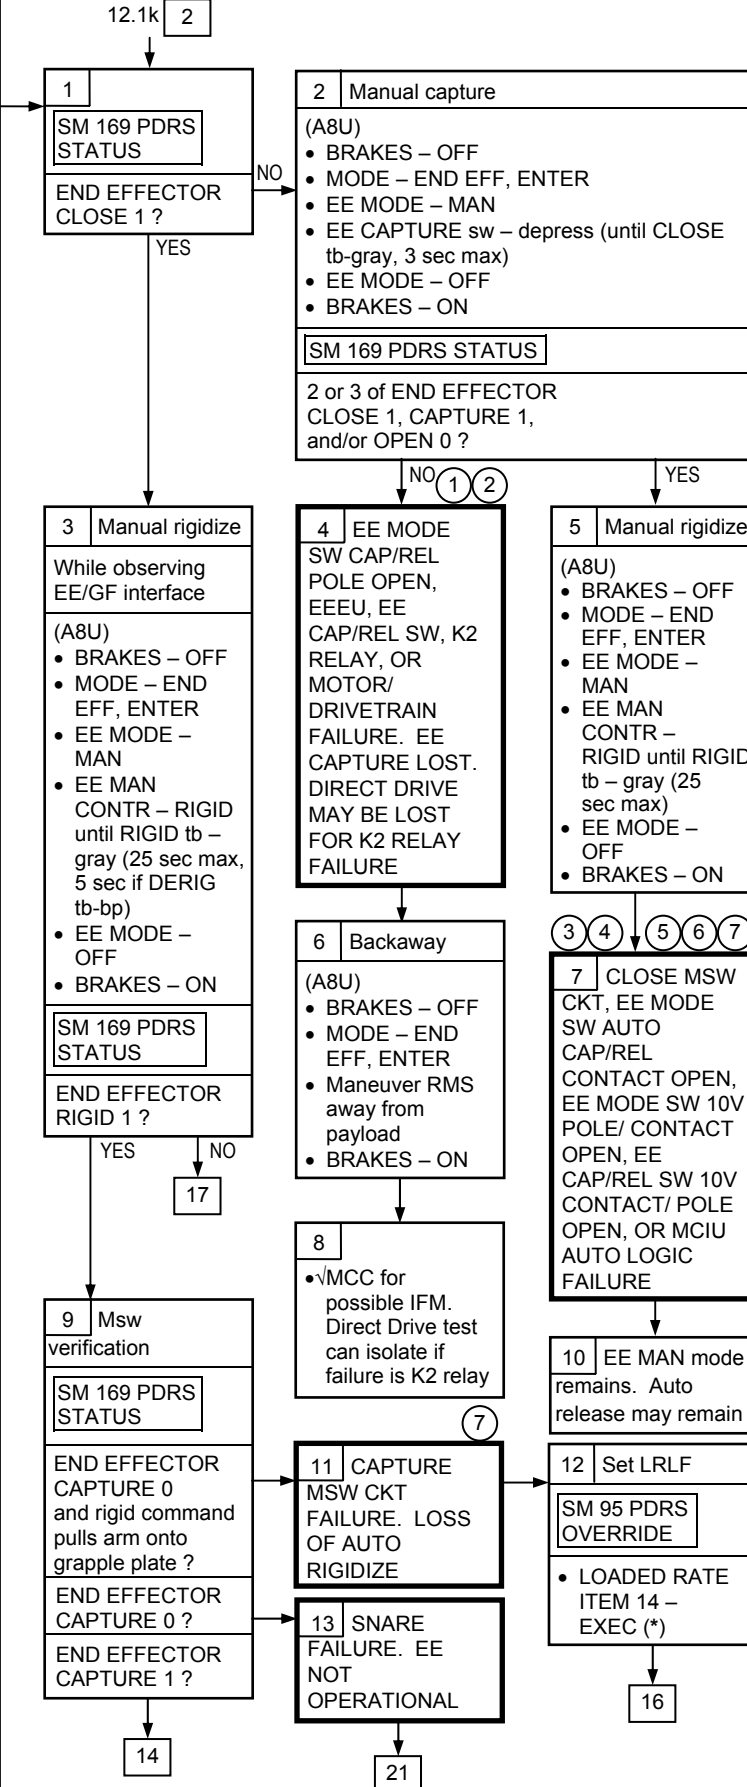 12.1k 2
1
SM 169 PDRS
STATUS
END EFFECTOR
CLOSE 1 ?
NO
YES
2 Manual capture
(A8U)
• BRAKES – OFF
• MODE – END EFF, ENTER
• EE MODE – MAN
• EE CAPTURE sw – depress (until CLOSE
tb-gray, 3 sec max)
• EE MODE – OFF
• BRAKES – ON
SM 169 PDRS STATUS
2 or 3 of END EFFECTOR
CLOSE 1, CAPTURE 1,
and/or OPEN 0 ?
NO 1 2
YES
3 Manual rigidize
While observing
EE/GF interface
(A8U)
• BRAKES – OFF
• MODE – END
EFF, ENTER
• EE MODE –
MAN
• EE MAN
CONTR – RIGID
until RIGID tb –
gray (25 sec max,
5 sec if DERIG
tb-bp)
• EE MODE –
OFF
• BRAKES – ON
SM 169 PDRS
STATUS
END EFFECTOR
RIGID 1 ?
YES
NO
17
4 EE MODE
SW CAP/REL
POLE OPEN,
EEEU, EE
CAP/REL SW, K2
RELAY, OR
MOTOR/
DRIVETRAIN
FAILURE. EE
CAPTURE LOST.
DIRECT DRIVE
MAY BE LOST
FOR K2 RELAY
FAILURE
5 Manual rigidize
(A8U)
• BRAKES – OFF
• MODE – END
EFF, ENTER
• EE MODE –
MAN
• EE MAN
CONTR –
RIGID until RIGID
tb – gray (25
sec max)
• EE MODE –
OFF
• BRAKES – ON
6 Backaway
(A8U)
• BRAKES – OFF
• MODE – END
EFF, ENTER
• Maneuver RMS
away from
payload
• BRAKES – ON
3 4 5 6 7
7 CLOSE MSW
CKT, EE MODE
SW AUTO
CAP/REL
CONTACT OPEN,
EE MODE SW 10V
POLE/ CONTACT
OPEN, EE
CAP/REL SW 10V
CONTACT/ POLE
OPEN, OR MCIU
AUTO LOGIC
FAILURE
8
•√MCC for
possible IFM.
Direct Drive test
can isolate if
failure is K2 relay
9 Msw
verification
SM 169 PDRS
STATUS
END EFFECTOR
CAPTURE 0
and rigid command
pulls arm onto
grapple plate ?
END EFFECTOR
CAPTURE 0 ?
END EFFECTOR
CAPTURE 1 ?
14
10 EE MAN mode
remains. Auto
release may remain
7
11 CAPTURE
MSW CKT
FAILURE. LOSS
OF AUTO
RIGIDIZE
12 Set LRLF
SM 95 PDRS
OVERRIDE
• LOADED RATE
ITEM 14 –
EXEC (*)
16
13 SNARE
FAILURE. EE
NOT
OPERATIONAL
21